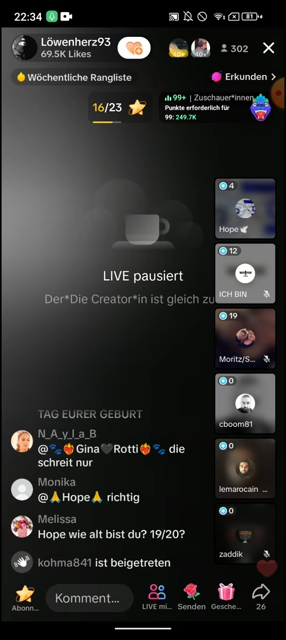 22:34
81
Löwenherz93
69.5K Likes
302
Wöchentliche Rangliste
Erkunden
16/23
99+ | Zuschauer*innen
Punkte erforderlich für
99: 249.7K
4
Hope🕊
LIVE pausiert
Der*Die Creator*in ist gleich zu
12
ICH BIN
19
Moritz/S...
0
cboom81
0
lemarocain ...
0
zaddik
TAG EURER GEBURT
N_A_y_l_a_B
@🐾❤️‍🔥Gina🖤Rotti❤️‍🔥🐾 die
schreit nur
Monika
@🙏Hope🙏 richtig
Melissa
Hope wie alt bist du? 19/20?
kohma841 ist beigetreten
Abonn...
Komment...
LIVE mi...
Senden
Gesche...
26